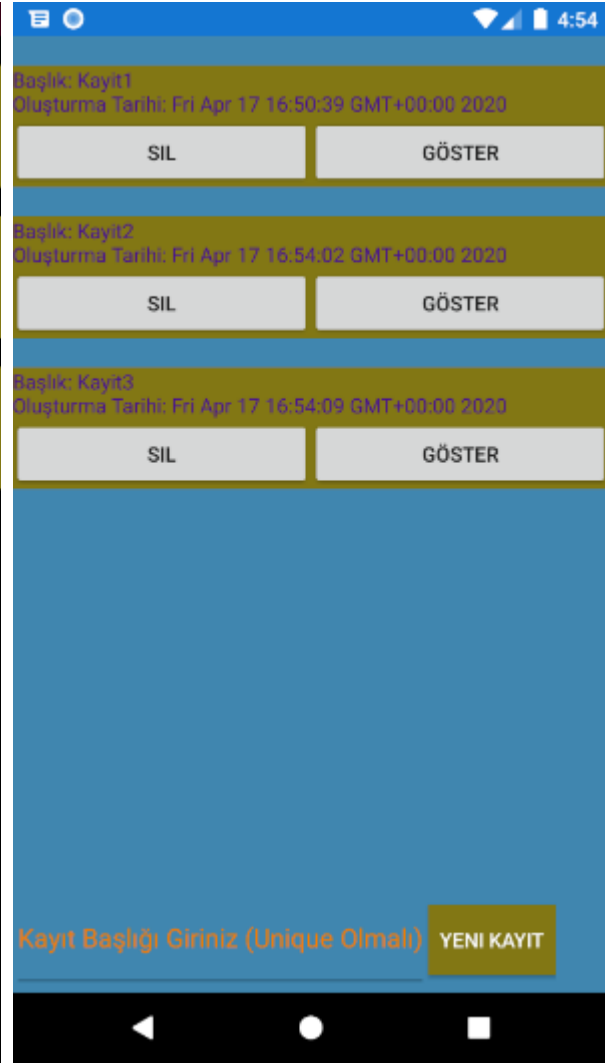 4:54
Başlık: Kayit1
Oluşturma Tarihi: Fri Apr 17 16:50:39 GMT+00:00 2020
SIL GÖSTER
Başlık: Kayit2
Oluşturma Tarihi: Fri Apr 17 16:54:02 GMT+00:00 2020
SIL GÖSTER
Başlık: Kayit3
Oluşturma Tarihi: Fri Apr 17 16:54:09 GMT+00:00 2020
SIL GÖSTER
Kayıt Başlığı Giriniz (Unique Olmalı) YENI KAYIT